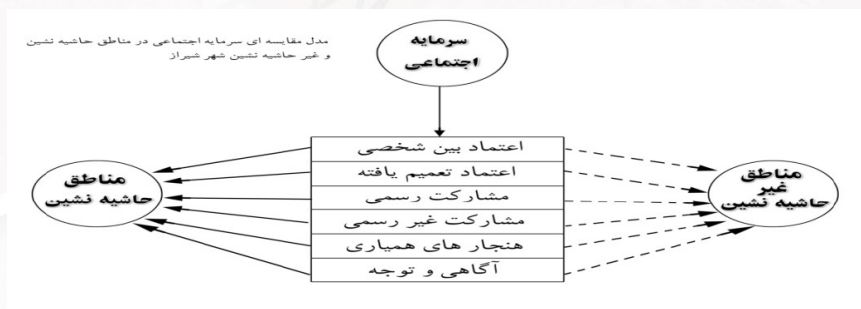 مدل مقایسه ای سرمایه اجتماعی در مناطق حاشیه نشین
و غیر حاشیه نشین شهر شیراز
سرمایه
اجتماعی
اعتماد بین شخصی
اعتماد تعمیم یافته
مشارکت رسمی
مشارکت غیر رسمی
هنجار های همیاری
آگاهی و توجه
مناطق
حاشیه نشین
مناطق
غیر
حاشیه نشین